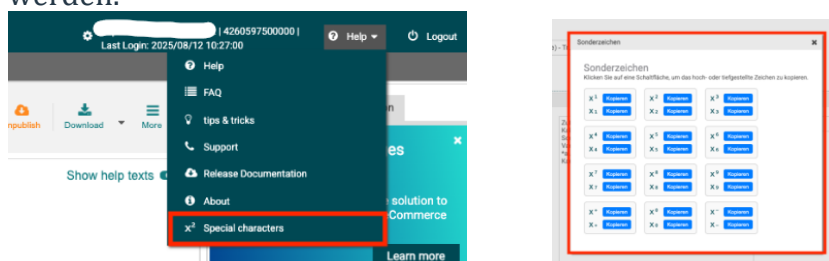 | 4260597500000 |
Last Login: 2025/08/12 10:27:00
Help
Logout
Help
FAQ
tips & tricks
Support
Release Documentation
About
x² Special characters
Download
More
Show help texts
es
solution to
Commerce
Learn more
Sonderzeichen
Sonderzeichen
Klicken Sie auf eine Schaltfläche, um das hoch- oder tiefgestellte Zeichen zu kopieren.
X¹ Kopieren X² Kopieren X³ Kopieren
X₁ Kopieren X₂ Kopieren X₃ Kopieren
X⁴ Kopieren X⁵ Kopieren X⁶ Kopieren
X₄ Kopieren X₅ Kopieren X₆ Kopieren
X⁷ Kopieren X⁸ Kopieren X⁹ Kopieren
X₇ Kopieren X₈ Kopieren X₉ Kopieren
X⁺ Kopieren X⁰ Kopieren X⁻ Kopieren
X₊ Kopieren X₀ Kopieren X₋ Kopieren